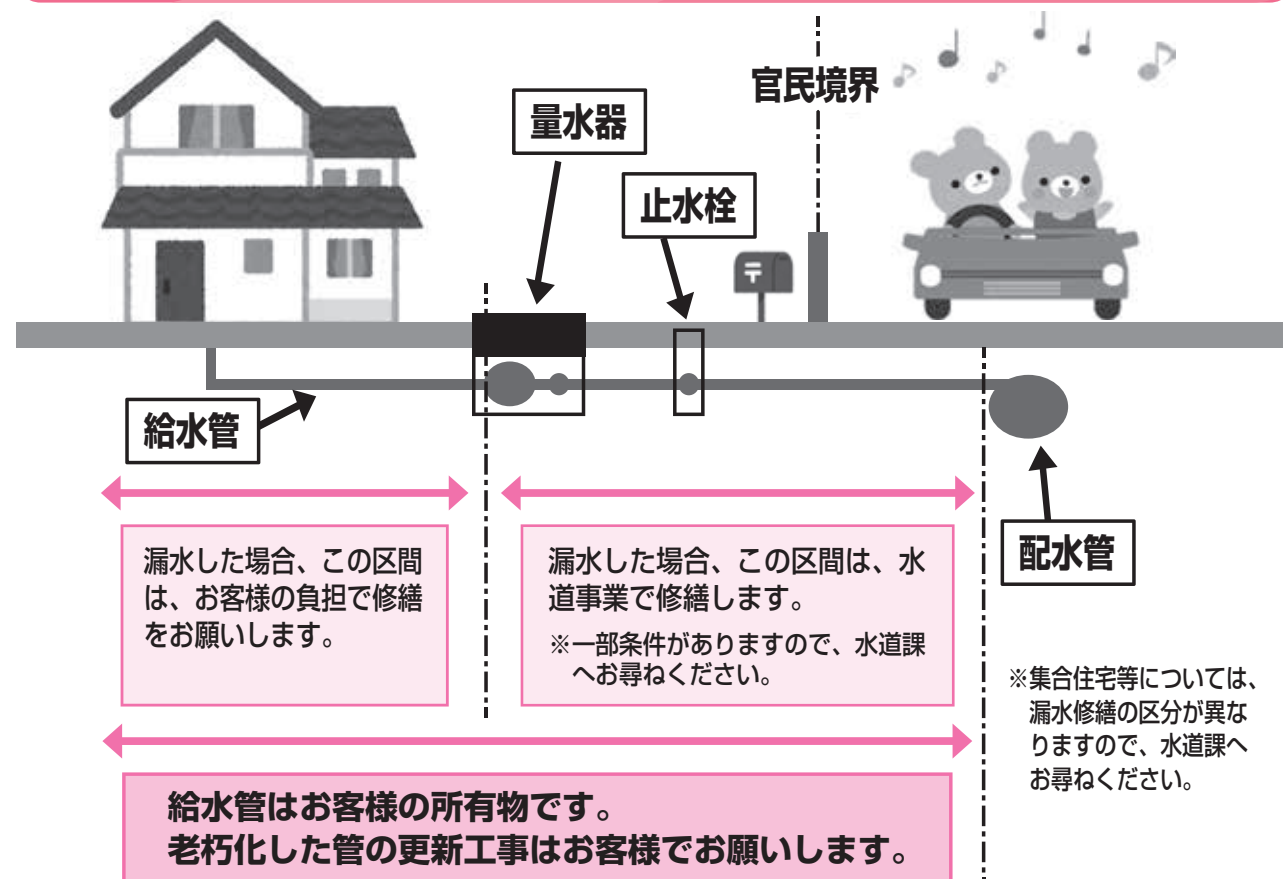 官民境界
量水器
止水栓
〒
給水管
配水管
漏水した場合、この区間
は、お客様の負担で修繕
をお願いします。
漏水した場合、この区間は、水
道事業で修繕します。
※一部条件がありますので、水道課
へお尋ねください。
※集合住宅等については、
漏水修繕の区分が異な
りますので、水道課へ
お尋ねください。
給水管はお客様の所有物です。
老朽化した管の更新工事はお客様でお願いします。